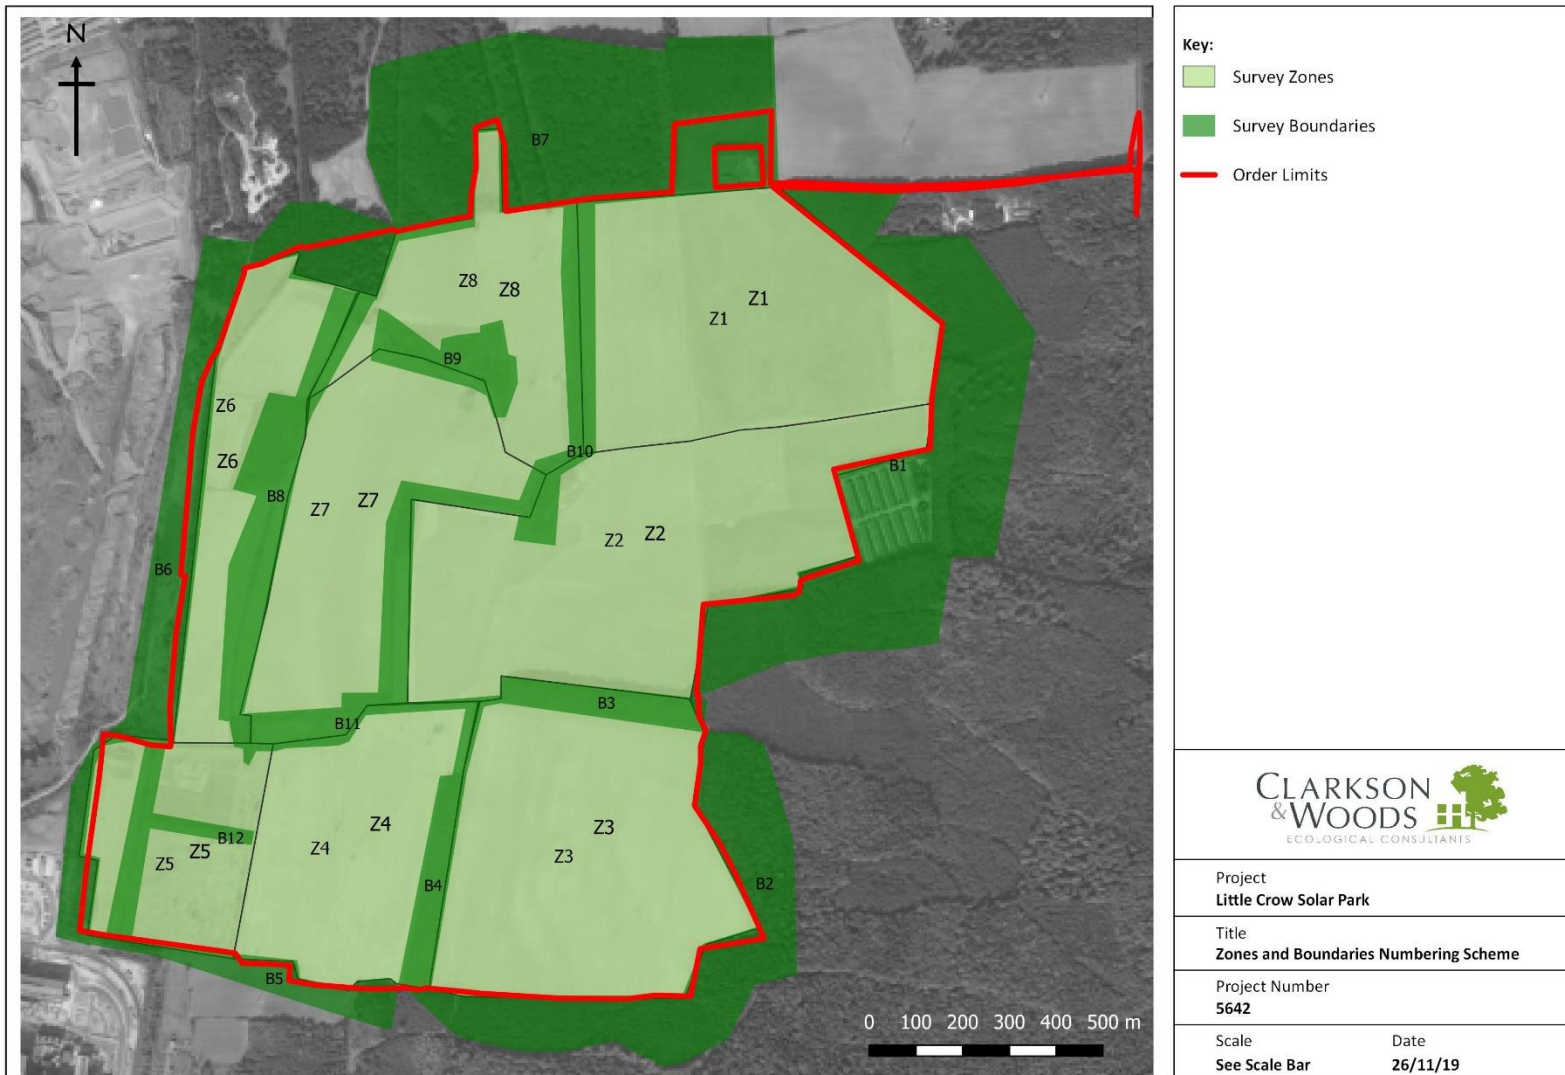 N
B7
Z8
Z8
Z1
Z1
B9
Z6
B10
Z6
B1
B8
Z7
Z7
Z2
Z2
B6
B3
B11
Z4
Z3
B12
Z5
Z5
Z4
Z3
B4
B2
B5
0 100 200 300 400 500 m
Key:
Survey Zones
Survey Boundaries
Order Limits
CLARKSON
& WOODS
ECOLOGICAL CONSULTANTS
Project
Little Crow Solar Park
Title
Zones and Boundaries Numbering Scheme
Project Number
5642
Scale Date
See Scale Bar 26/11/19